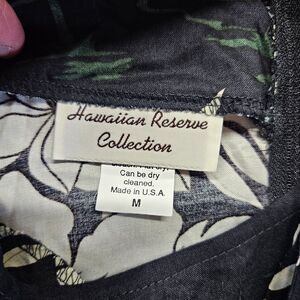 Hawaiian Reserve
Collection
Can be dry
cleaned.
Made in U.S.A.
M